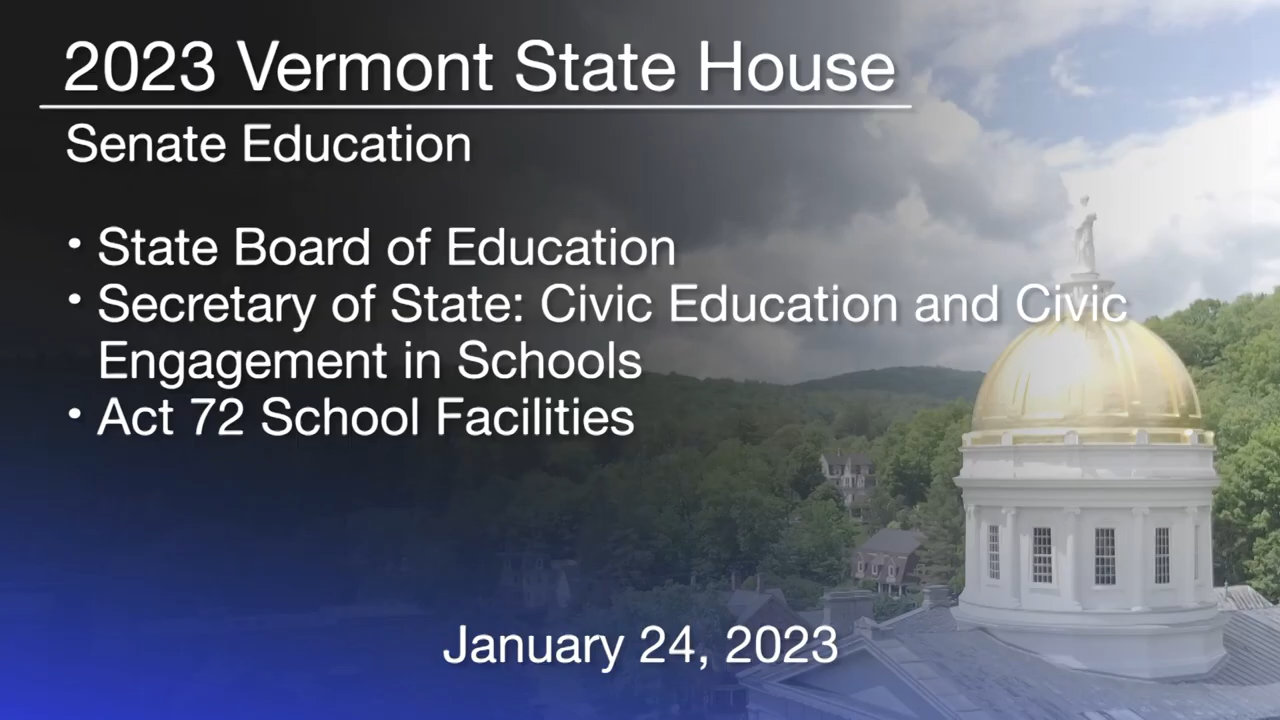 2023 Vermont State House
Senate Education
• State Board of Education
• Secretary of State: Civic Education and Civic
Engagement in Schools
• Act 72 School Facilities
January 24, 2023